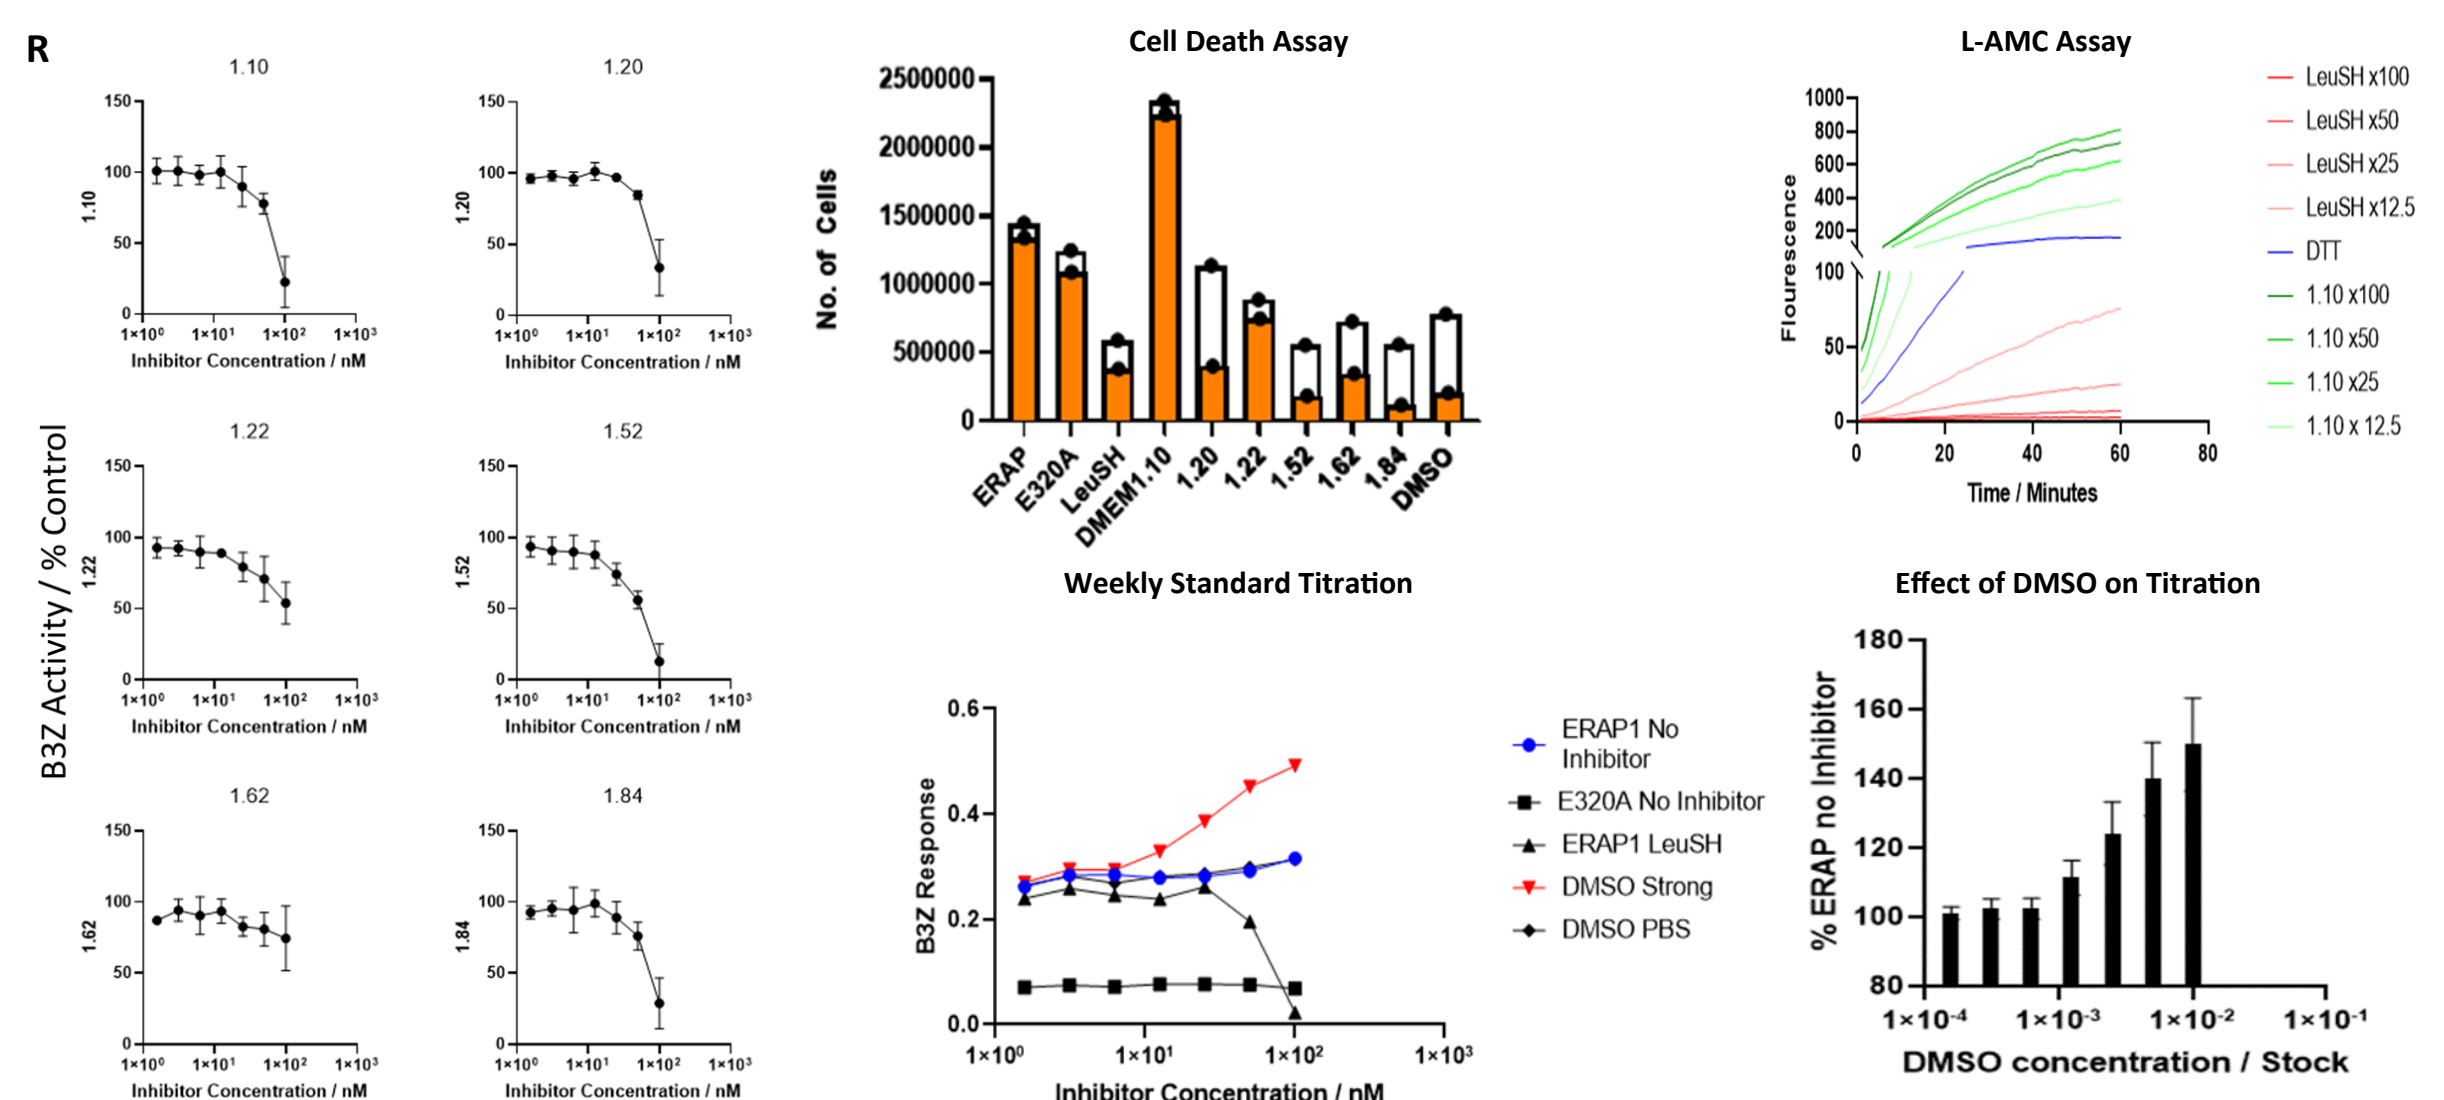 R
B3Z Activity / % Control
1.10
1.10
150
100
50
0
1×10⁰ 1×10¹ 1×10² 1×10³
Inhibitor Concentration / nM
1.20
1.20
150
100
50
0
1×10⁰ 1×10¹ 1×10² 1×10³
Inhibitor Concentration / nM
1.22
1.22
150
100
50
0
1×10⁰ 1×10¹ 1×10² 1×10³
Inhibitor Concentration / nM
1.52
1.52
150
100
50
0
1×10⁰ 1×10¹ 1×10² 1×10³
Inhibitor Concentration / nM
1.62
1.62
150
100
50
0
1×10⁰ 1×10¹ 1×10² 1×10³
Inhibitor Concentration / nM
1.84
1.84
150
100
50
0
1×10⁰ 1×10¹ 1×10² 1×10³
Inhibitor Concentration / nM
Cell Death Assay
No. of Cells
2500000
2000000
1500000
1000000
500000
0
ERAP
E320A
LeuSH
DMEM1.10
1.20
1.22
1.52
1.62
1.84
DMSO
L-AMC Assay
Flourescence
1000
800
600
400
200
100
50
0
0 20 40 60 80
Time / Minutes
LeuSH x100
LeuSH x50
LeuSH x25
LeuSH x12.5
DTT
1.10 x100
1.10 x50
1.10 x25
1.10 x 12.5
Weekly Standard Titration
B3Z Response
0.6
0.4
0.2
0.0
1×10⁰ 1×10¹ 1×10² 1×10³
Inhibitor Concentration / nM
ERAP1 No
Inhibitor
E320A No Inhibitor
ERAP1 LeuSH
DMSO Strong
DMSO PBS
Effect of DMSO on Titration
% ERAP no Inhibitor
180
160
140
120
100
80
1×10⁻⁴ 1×10⁻³ 1×10⁻² 1×10⁻¹
DMSO concentration / Stock